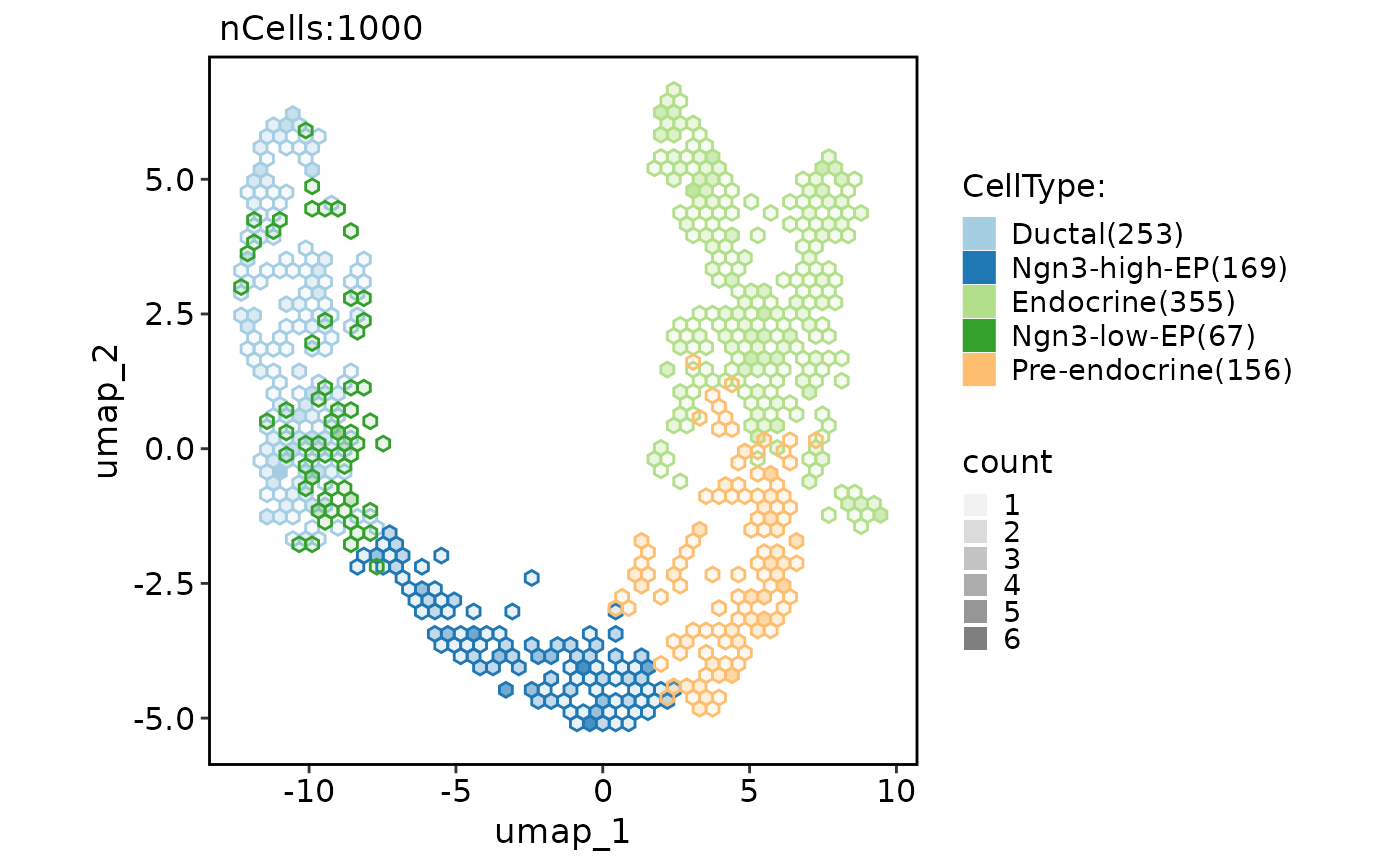 nCells:1000
umap_2
5.0
2.5
0.0
-2.5
-5.0
-10
-5
0
5
10
umap_1
CellType:
Ductal(253)
Ngn3-high-EP(169)
Endocrine(355)
Ngn3-low-EP(67)
Pre-endocrine(156)
count
1
2
3
4
5
6